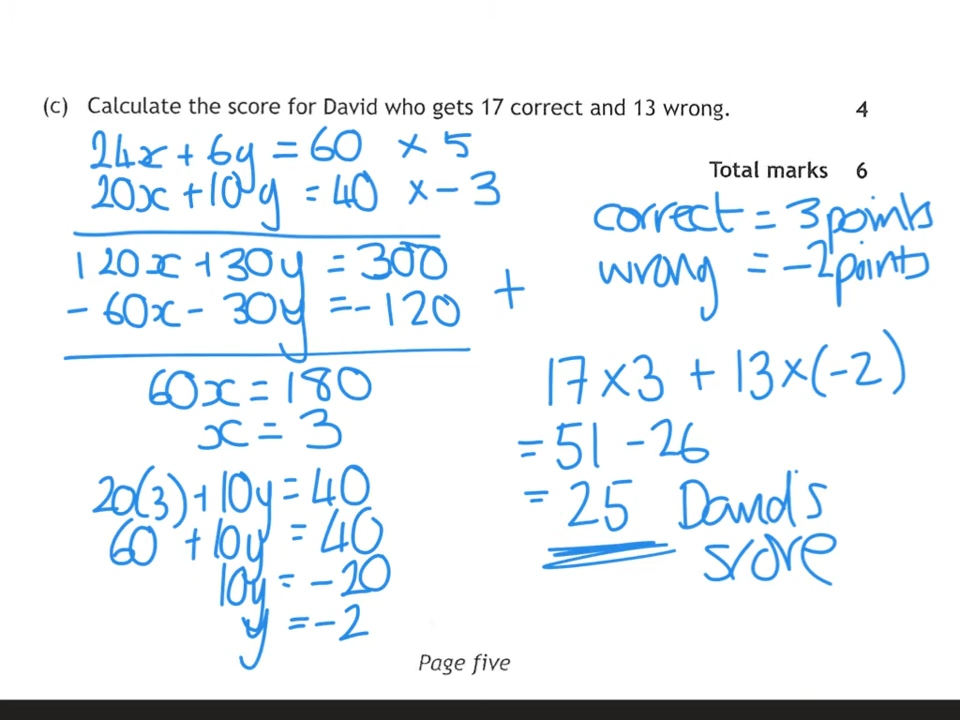 (c) Calculate the score for David who gets 17 correct and 13 wrong. 4
Total marks 6
24x + 6y = 60 × 5
20x + 10y = 40 × - 3
120x + 30y = 300
- 60x - 30y = - 120 +
60x = 180
x = 3
20(3) + 10y = 40
60 + 10y = 40
10y = - 20
y = - 2
correct = 3 points
wrong = - 2 points
17 × 3 + 13 × (- 2)
= 51 - 26
= 25 David's
score
Page five